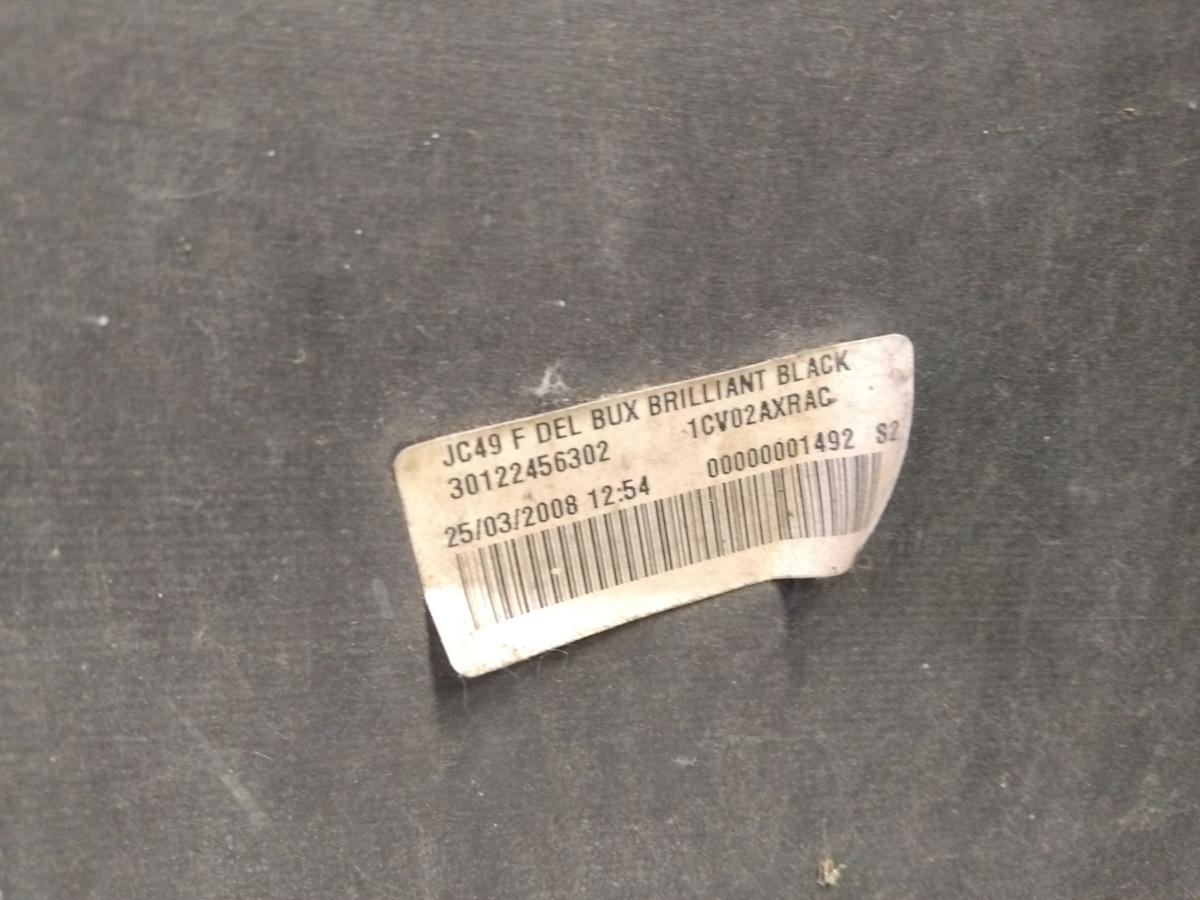 JC49 F DEL BUX BRILLIANT BLACK
30122456302 1CV02AXRAC
25/03/2008 12:54 00000001492 S2